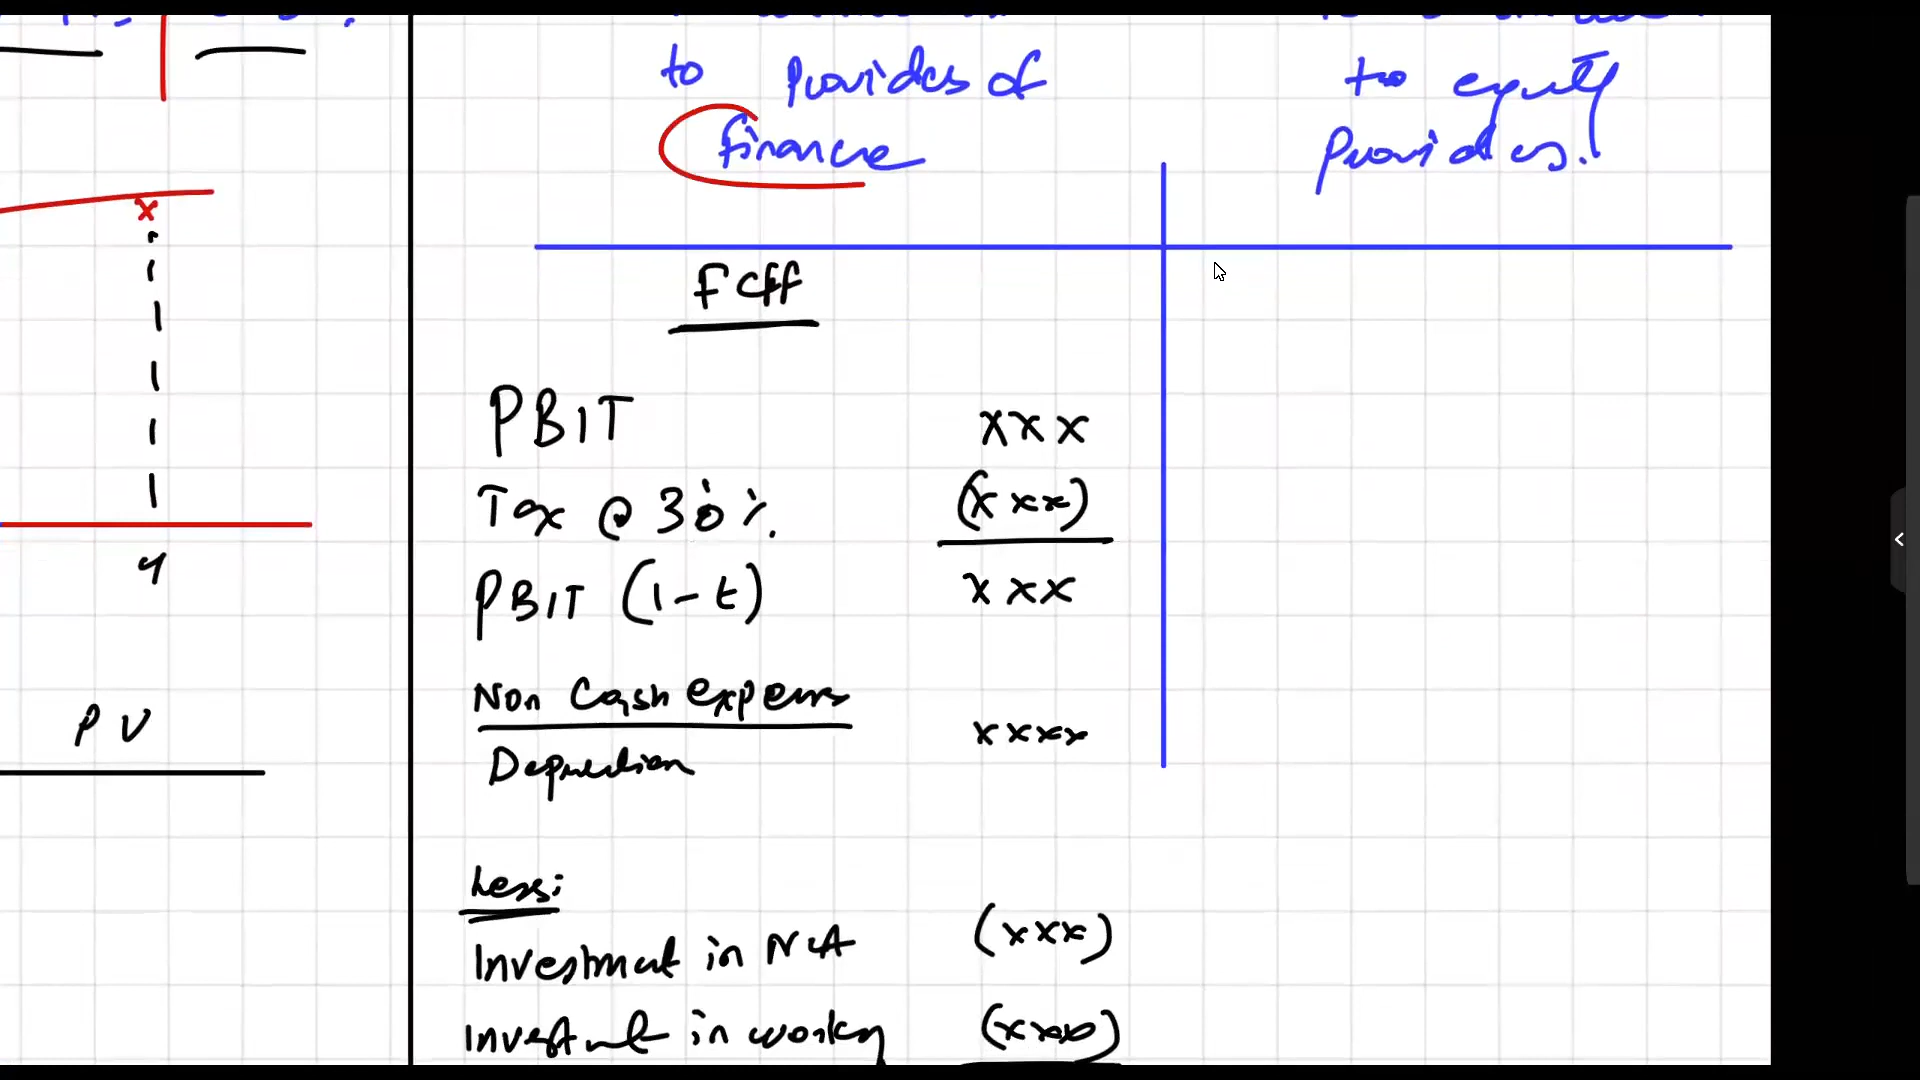 to Providers of
finance
to equity
Providers.
FCFF
PBIT xxx
Tax @ 30%. (xxx)
PBIT (1-t) xxx
Non Cash expenses
Depreciation xxxx
Less:
Investment in NCA (xxx)
Investment in working (xxx)
4
PV